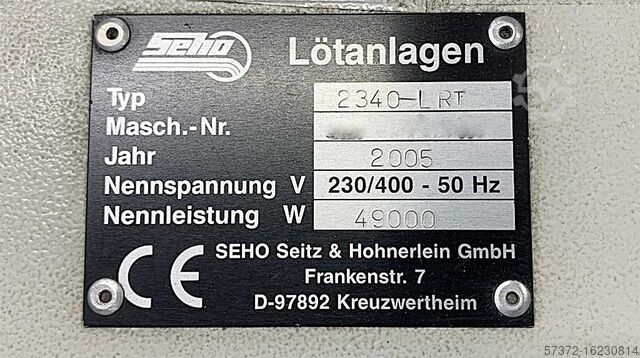 Seho Lötanlagen
Typ 2340-LRT
Masch.-Nr.
Jahr 2005
Nennspannung V 230/400 - 50 Hz
Nennleistung W 49000
CE SEHO Seitz & Hohnerlein GmbH
Frankenstr. 7
D-97892 Kreuzwertheim
57372-16230814